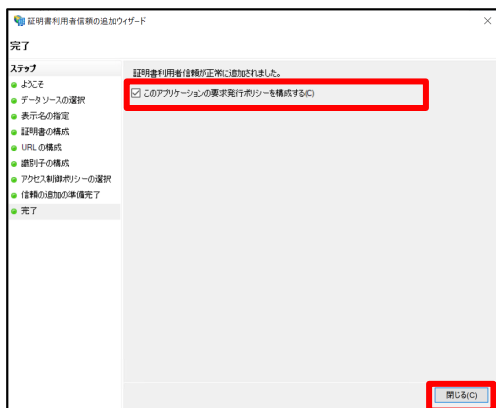 証明書利用者信頼の追加ウィザード
完了
ステップ
ようこそ
データソースの選択
表示名の指定
証明書の構成
URL の構成
識別子の構成
アクセス制御ポリシーの選択
信頼の追加の準備完了
完了
証明書利用者信頼が正常に追加されました。
このアプリケーションの要求発行ポリシーを構成する(C)
閉じる(C)